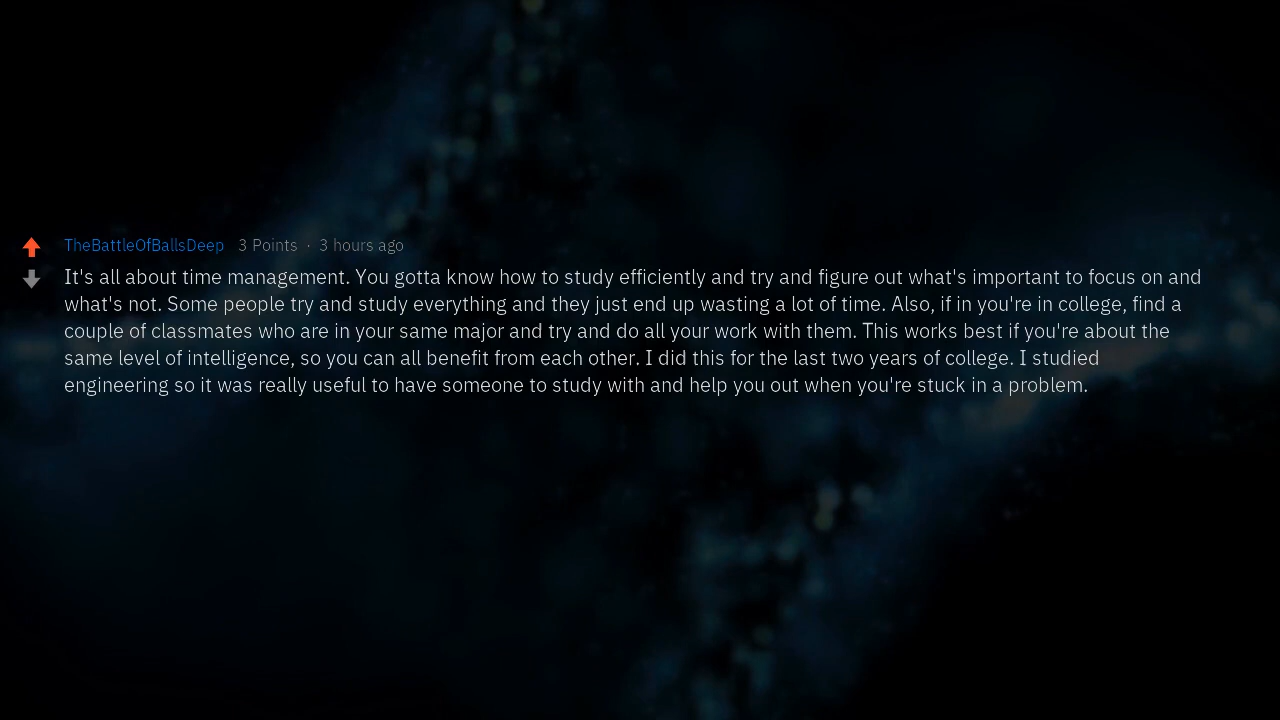 TheBattleOfBallsDeep 3 Points · 3 hours ago
It's all about time management. You gotta know how to study efficiently and try and figure out what's important to focus on and
what's not. Some people try and study everything and they just end up wasting a lot of time. Also, if in you're in college, find a
couple of classmates who are in your same major and try and do all your work with them. This works best if you're about the
same level of intelligence, so you can all benefit from each other. I did this for the last two years of college. I studied
engineering so it was really useful to have someone to study with and help you out when you're stuck in a problem.